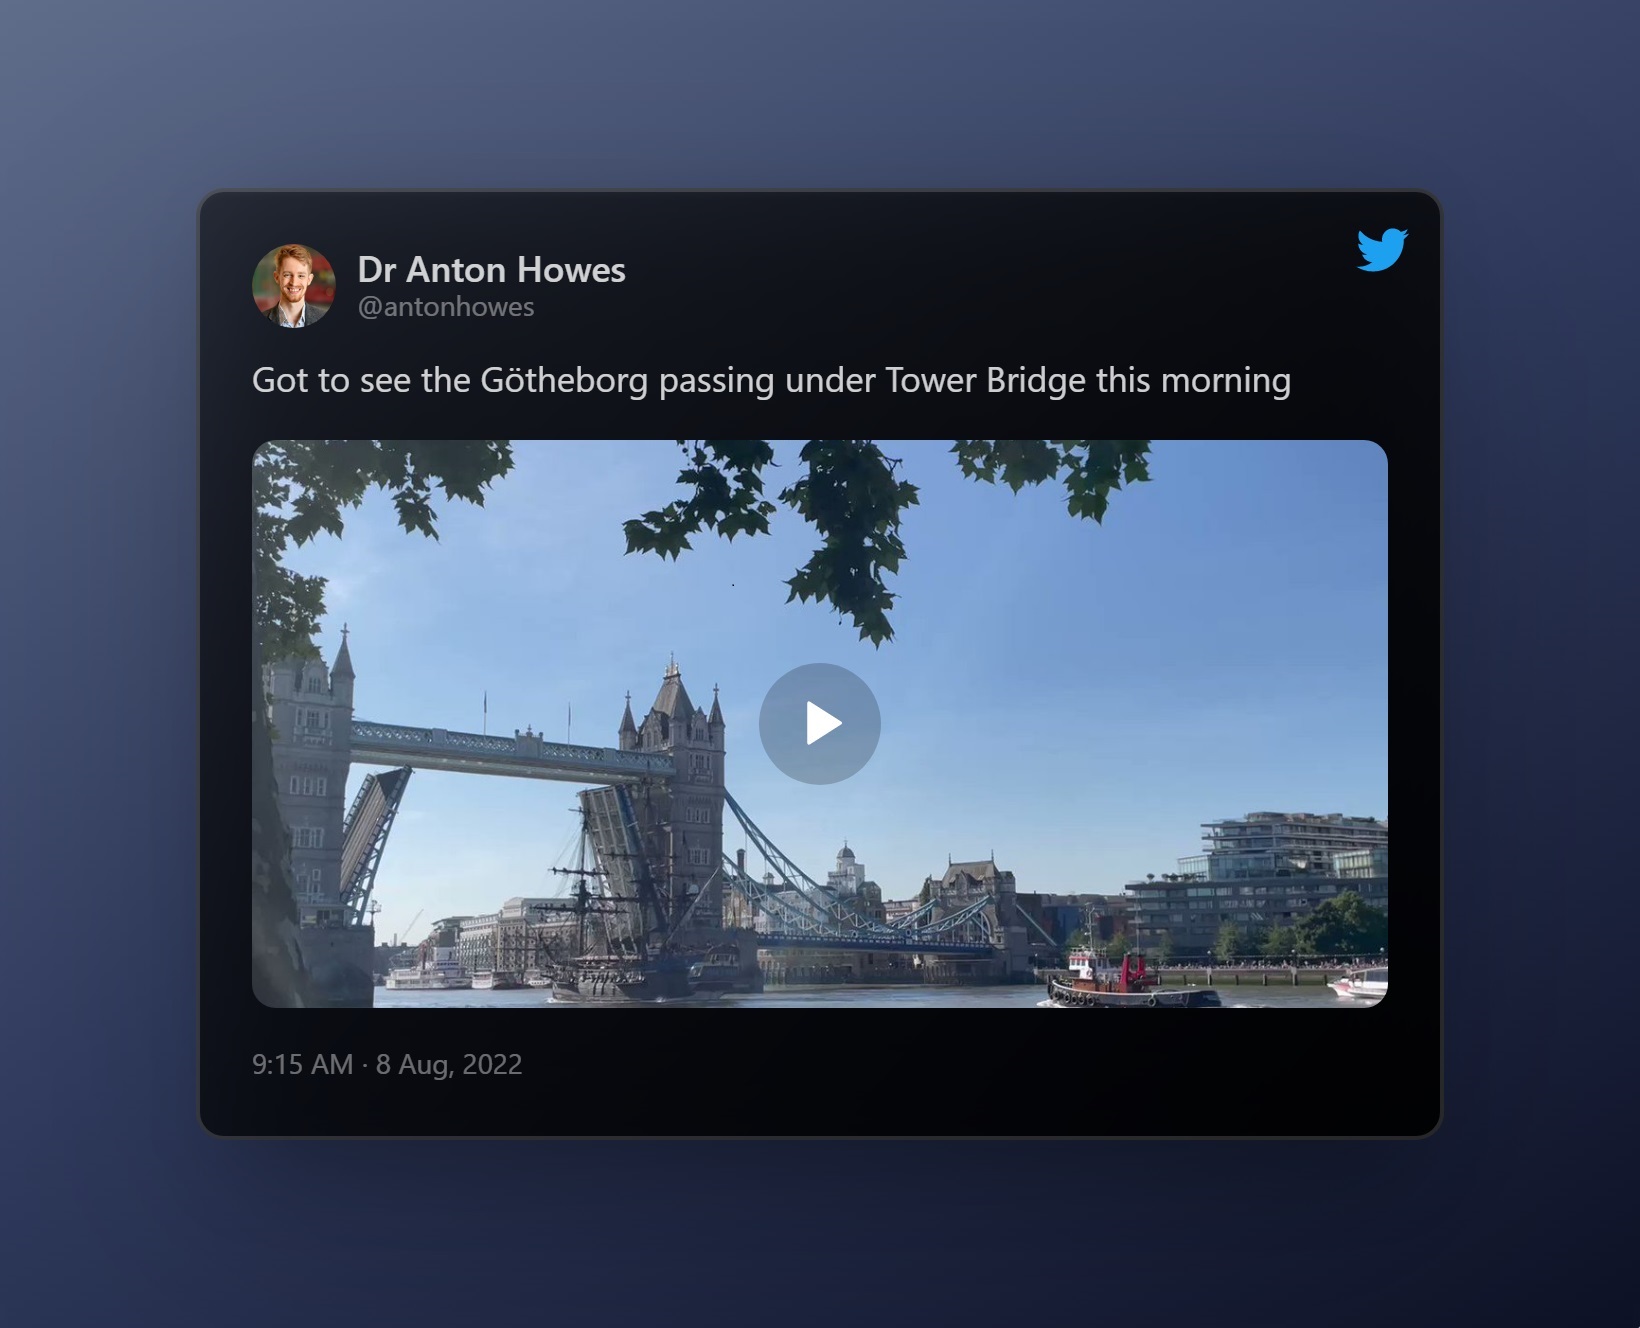 Dr Anton Howes
@antonhowes
Got to see the Götheborg passing under Tower Bridge this morning
9:15 AM · 8 Aug, 2022